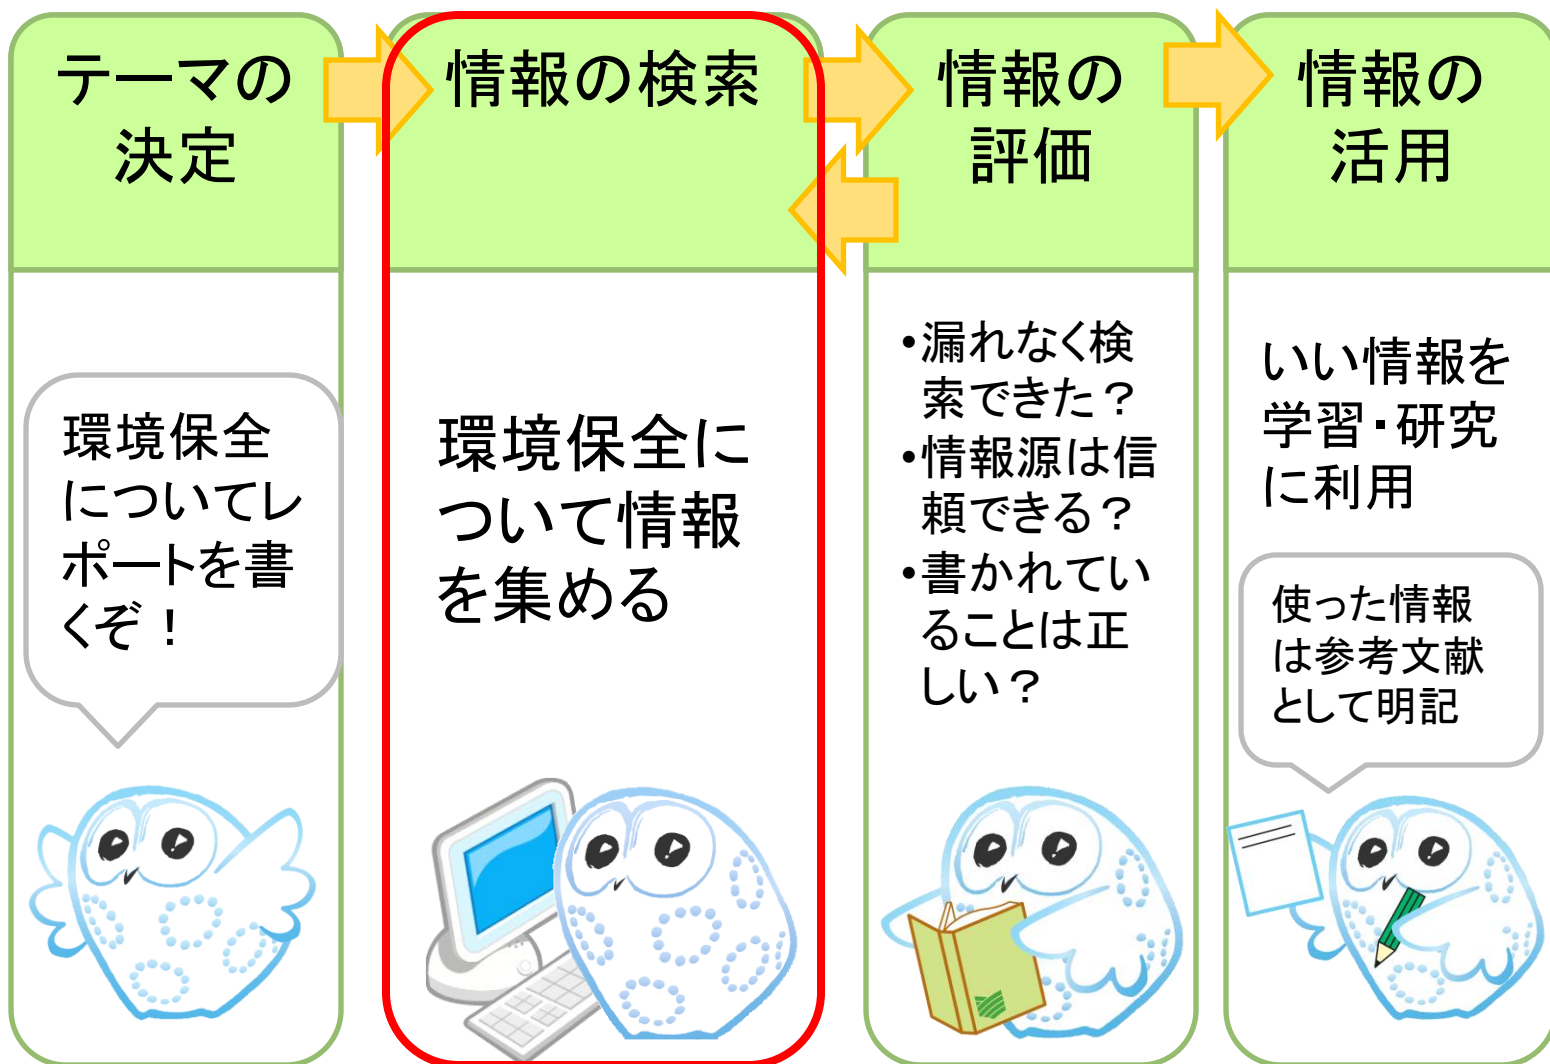 テーマの
決定
環境保全
についてレ
ポートを書
くぞ！
情報の検索
環境保全に
ついて情報
を集める
情報の
評価
•漏れなく検
索できた？
•情報源は信
頼できる？
•書かれてい
ることは正
しい？
情報の
活用
いい情報を
学習・研究
に利用
使った情報
は参考文献
として明記